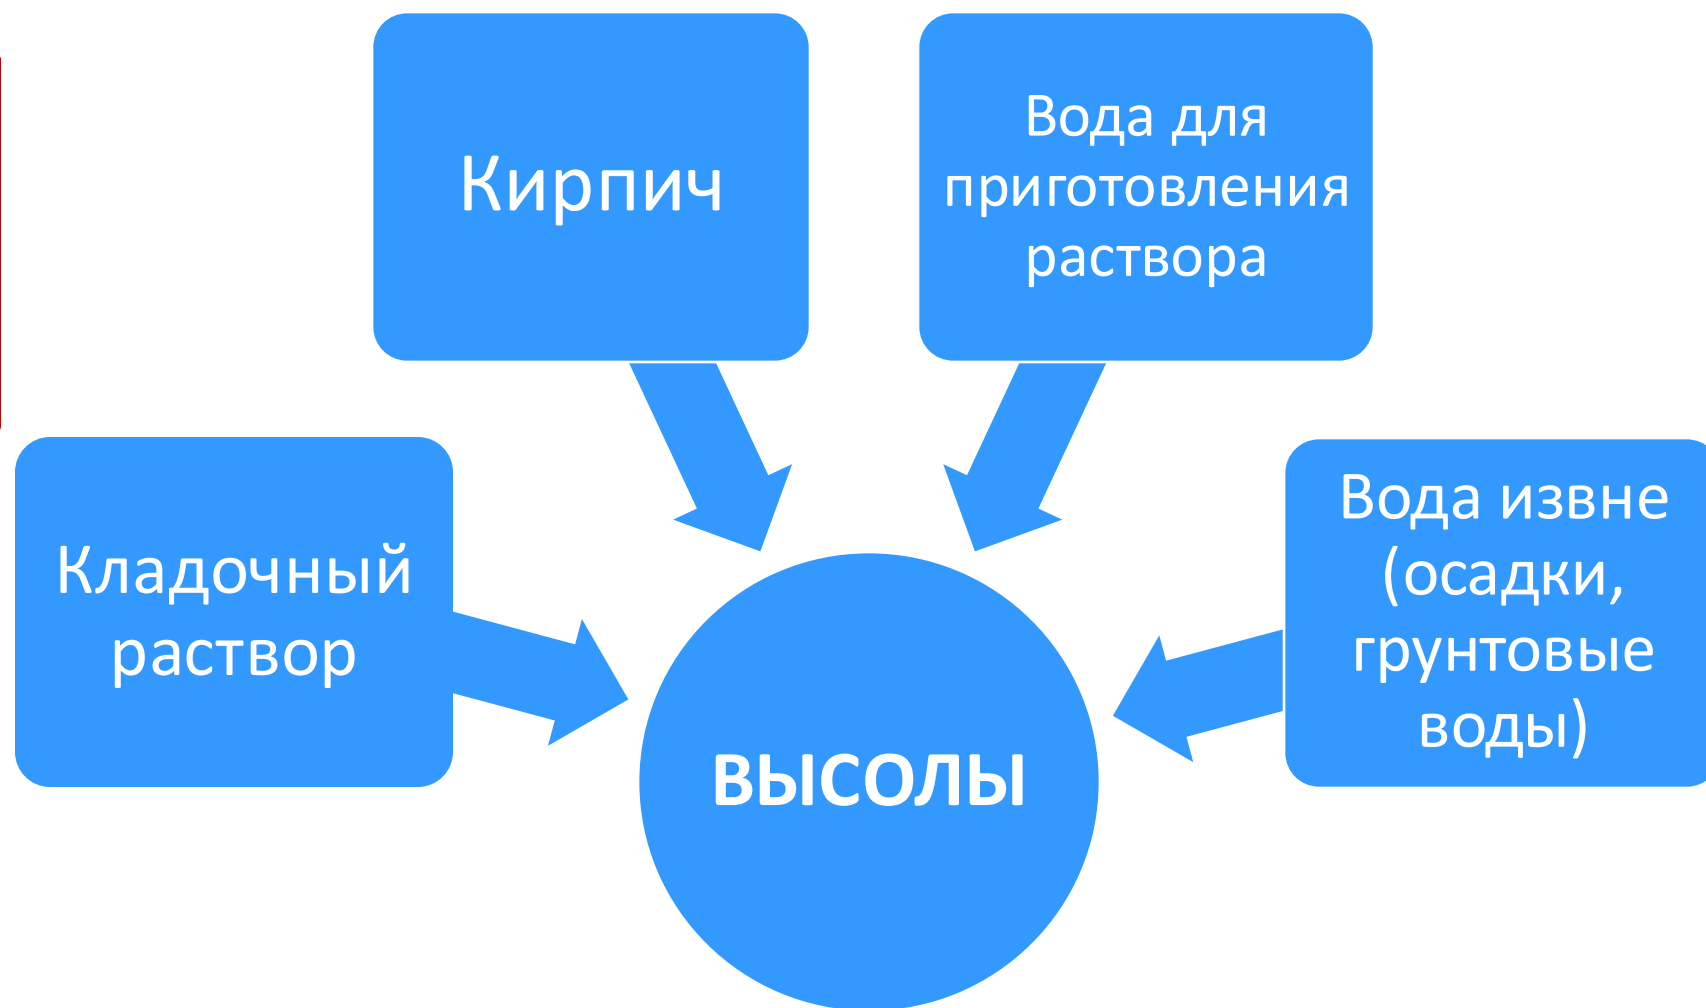 Кирпич
Вода для
приготовления
раствора
Кладочный
раствор
Вода извне
(осадки,
грунтовые
воды)
ВЫСОЛЫ